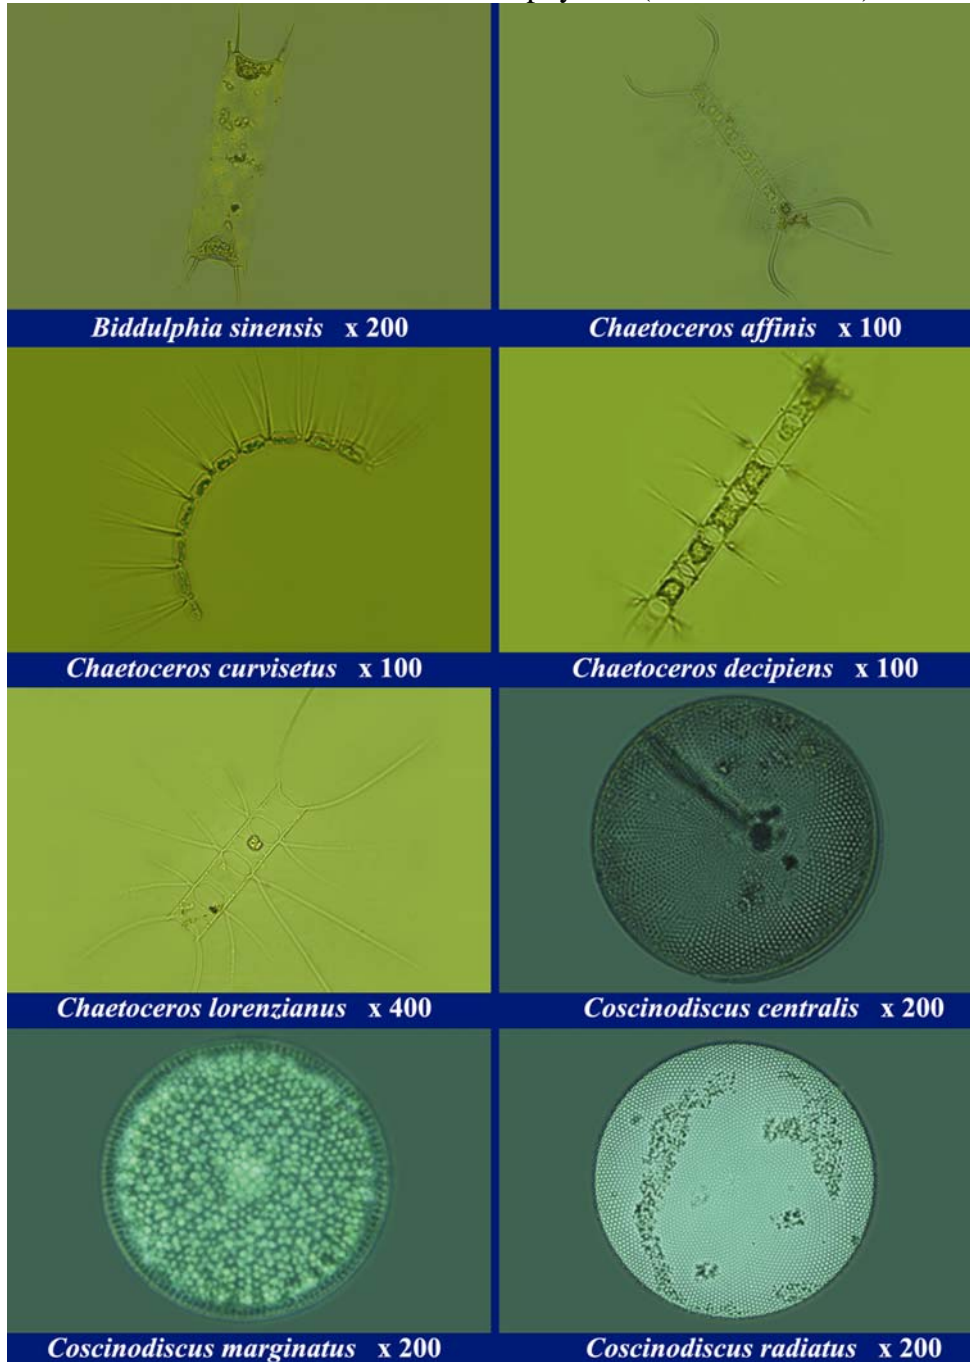 Biddulphia sinensis x 200
Chaetoceros affinis x 100
Chaetoceros curvisetus x 100
Chaetoceros decipiens x 100
Chaetoceros lorenzianus x 400
Coscinodiscus centralis x 200
Coscinodiscus marginatus x 200
Coscinodiscus radiatus x 200